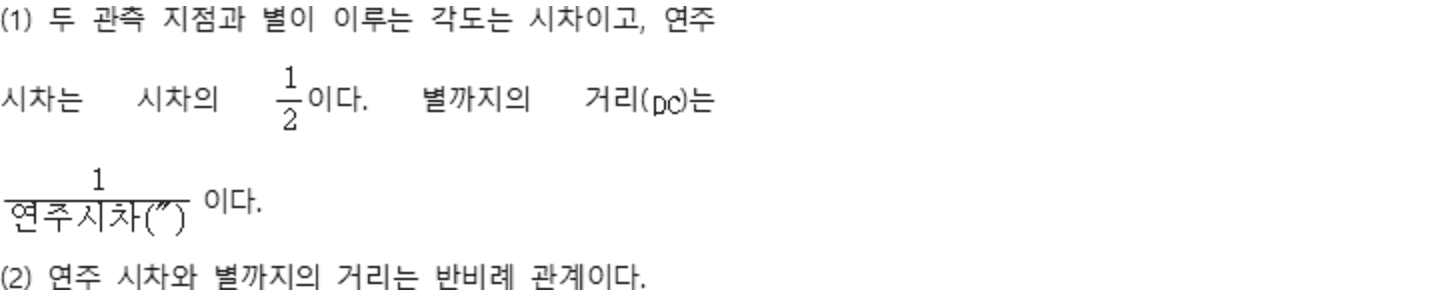 (1) 두 관측 지점과 별이 이루는 각도는 시차이고, 연주
시차는 시차의 1/2이다. 별까지의 거리(pc)는
1/연주시차(″) 이다.
(2) 연주 시차와 별까지의 거리는 반비례 관계이다.